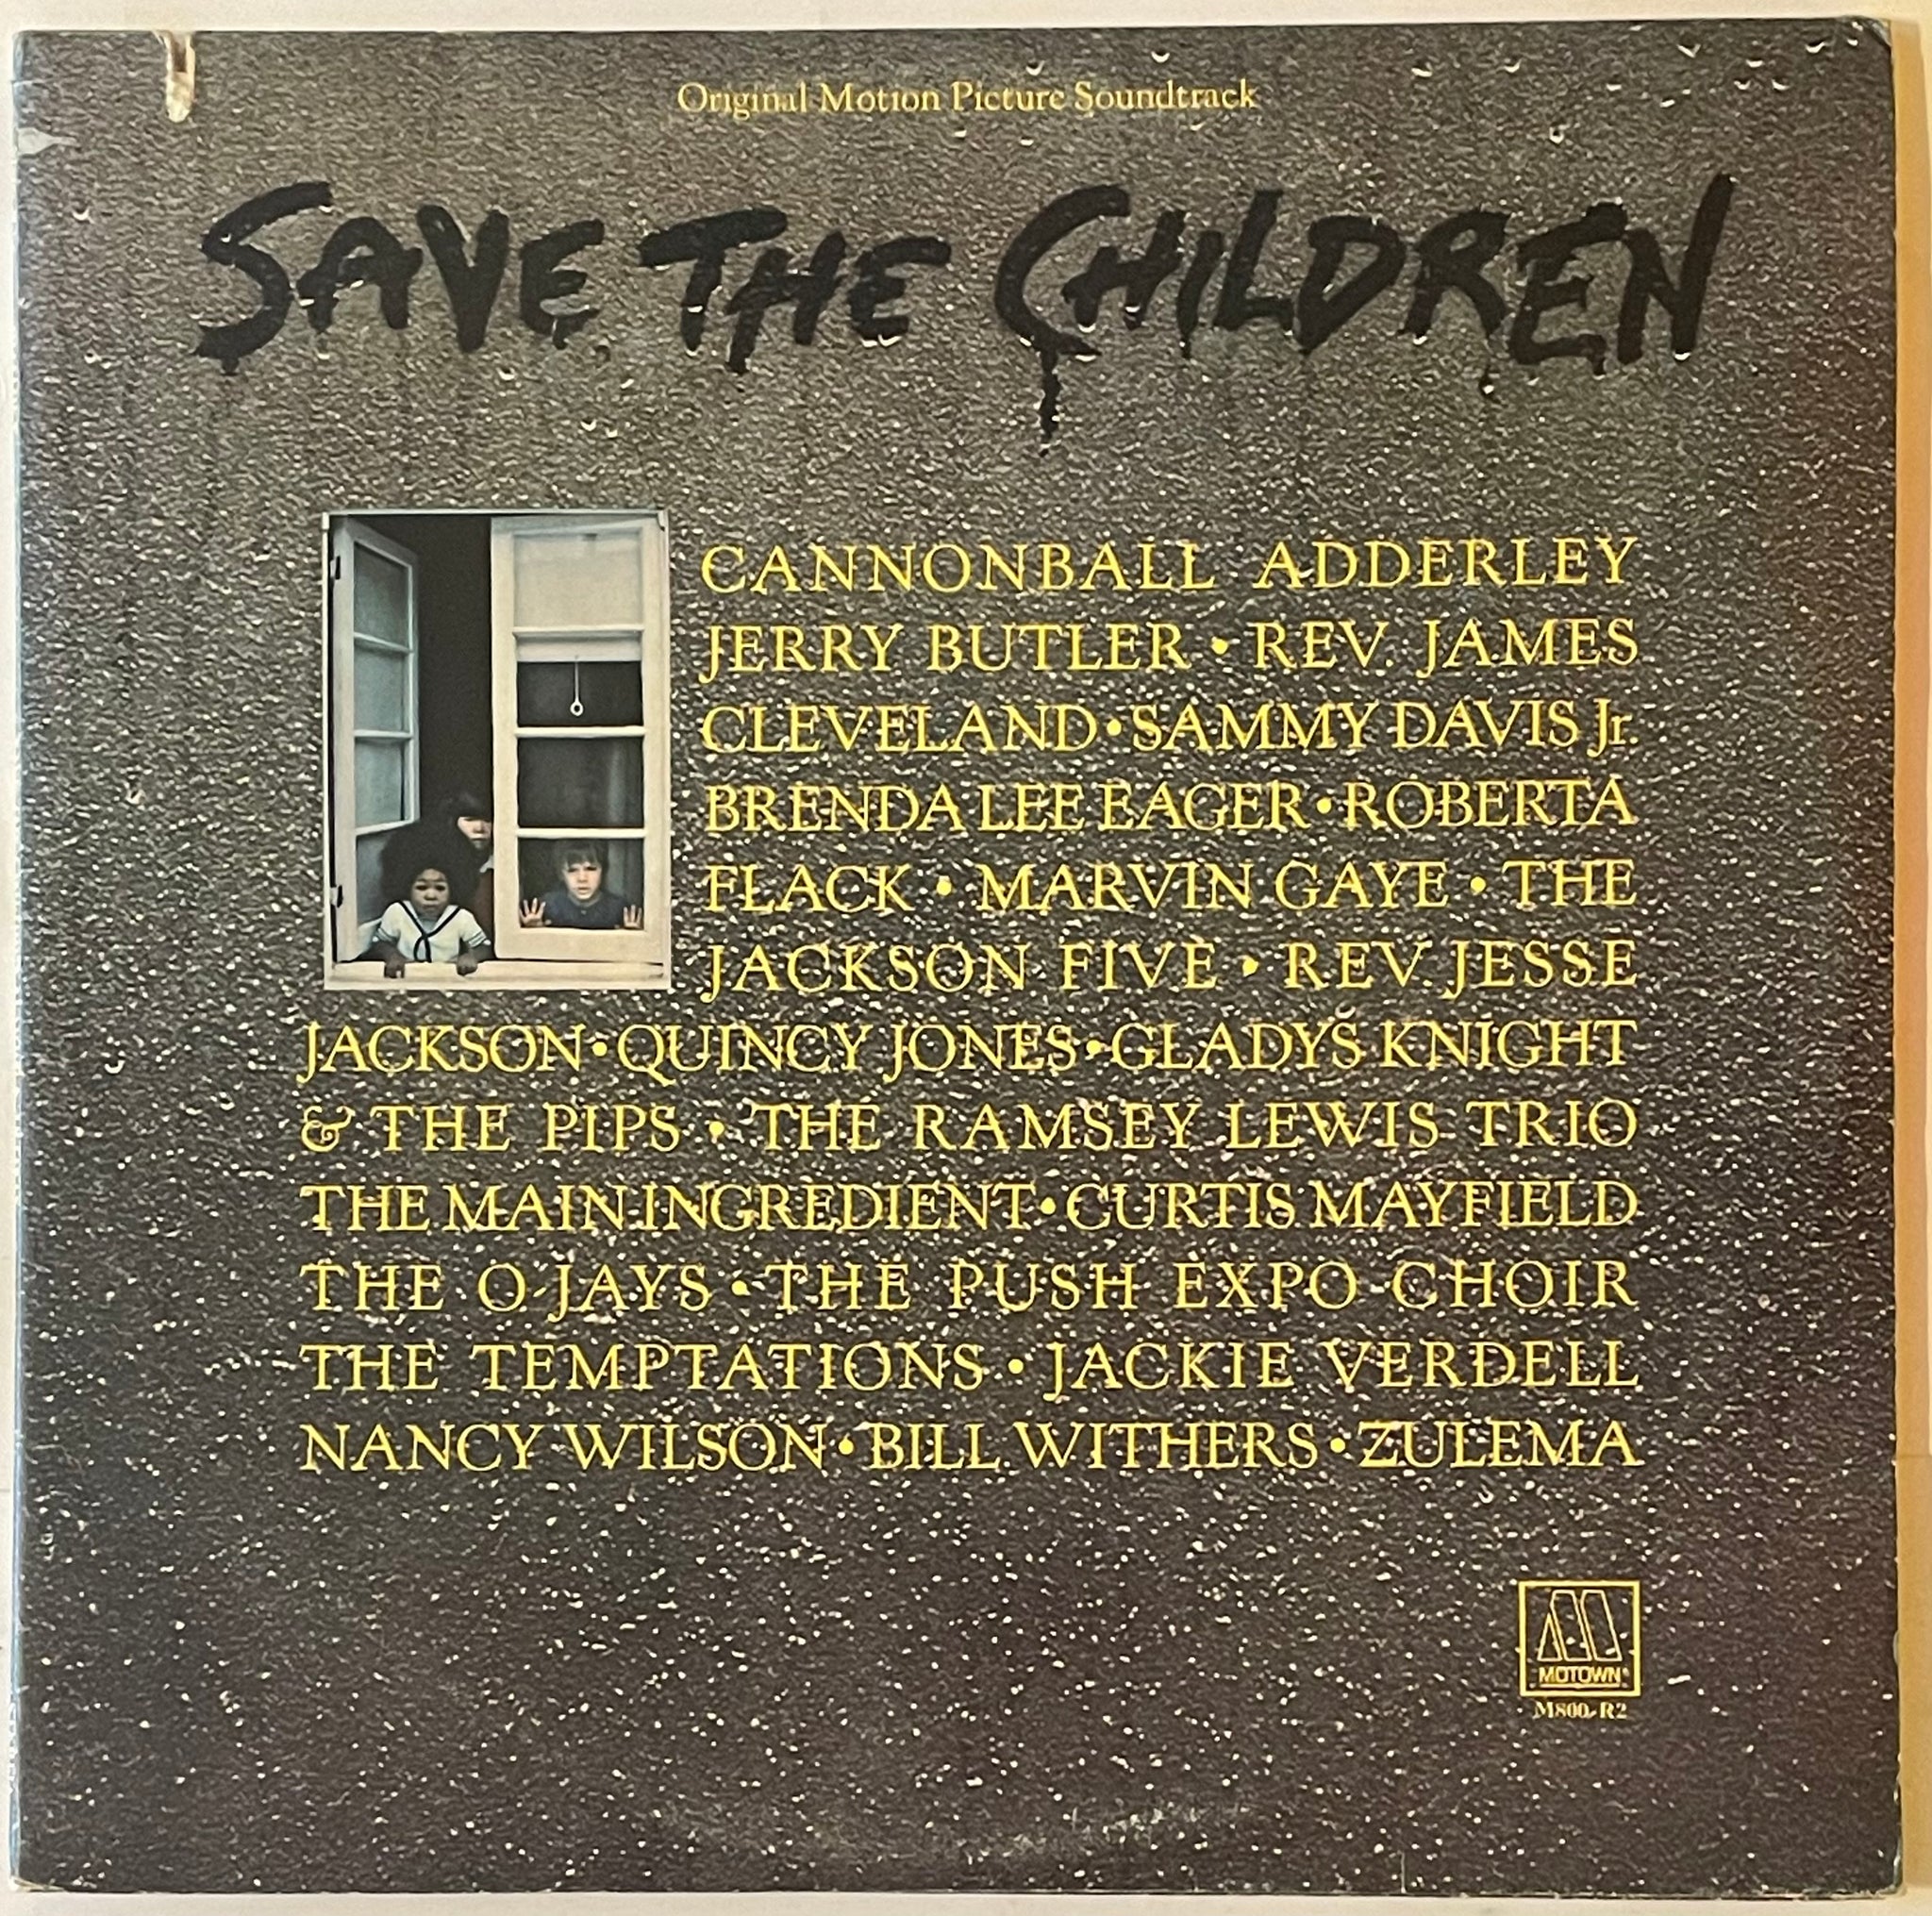 Original Motion Picture Soundtrack
SAVE THE CHILDREN
CANNONBALL ADDERLEY
JERRY BUTLER • REV. JAMES
CLEVELAND • SAMMY DAVIS Jr.
BRENDA LEE EAGER • ROBERTA
FLACK • MARVIN GAYE • THE
JACKSON FIVE • REV. JESSE
JACKSON • QUINCY JONES • GLADYS KNIGHT
& THE PIPS • THE RAMSEY LEWIS TRIO
THE MAIN INGREDIENT • CURTIS MAYFIELD
THE O'JAYS • THE PUSH EXPO CHOIR
THE TEMPTATIONS • JACKIE VERDELL
NANCY WILSON • BILL WITHERS • ZULEMA
M
MOTOWN®
M800-R2